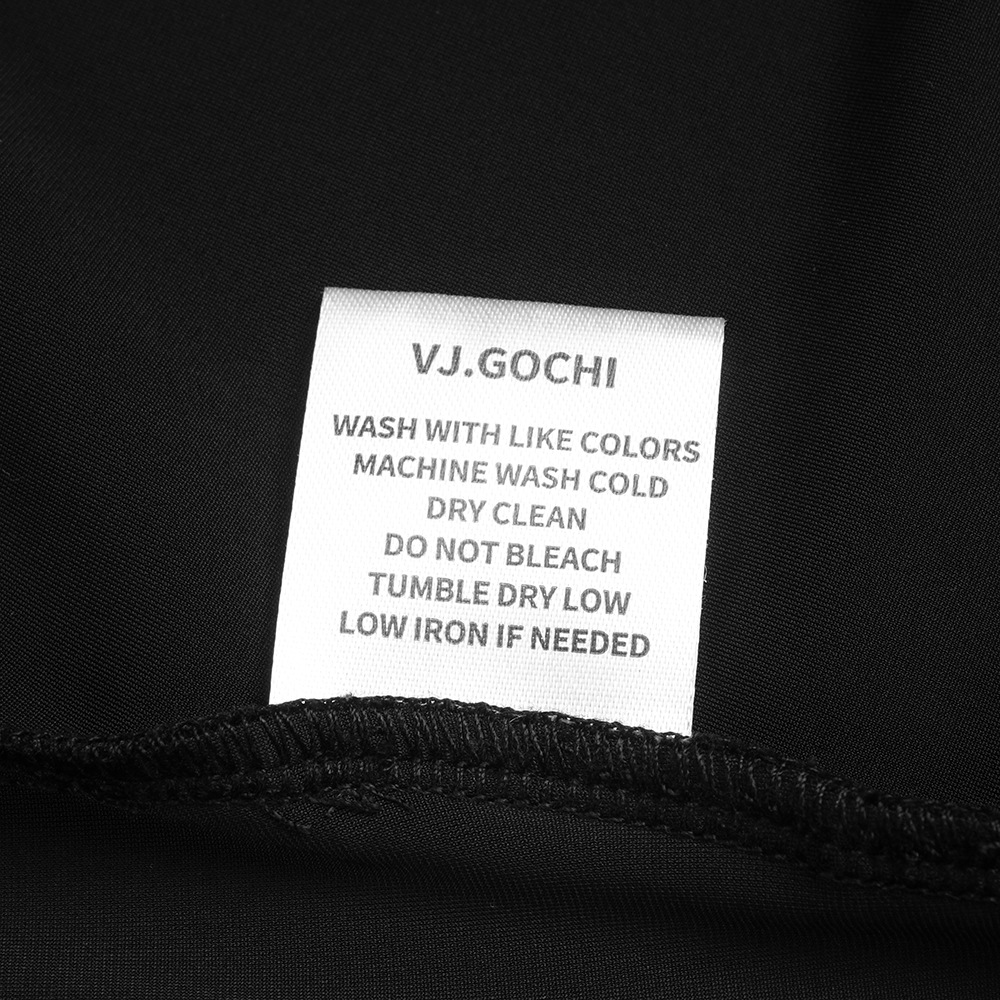 VJ.GOCHI
WASH WITH LIKE COLORS
MACHINE WASH COLD
DRY CLEAN
DO NOT BLEACH
TUMBLE DRY LOW
LOW IRON IF NEEDED